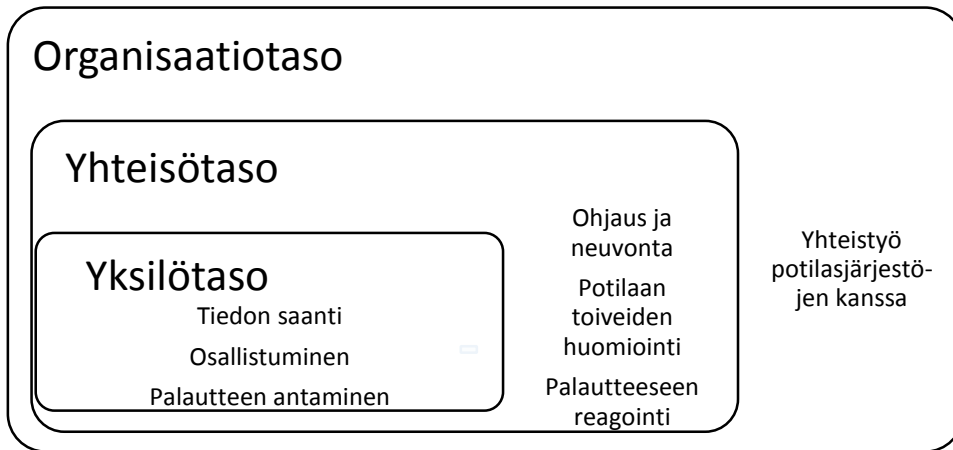 Organisaatiotaso
Yhteisötaso
Yksilötaso
Tiedon saanti
Osallistuminen
Palautteen antaminen
Ohjaus ja
neuvonta
Potilaan
toiveiden
huomiointi
Palautteeseen
reagointi
Yhteistyö
potilasjärjestö-
jen kanssa